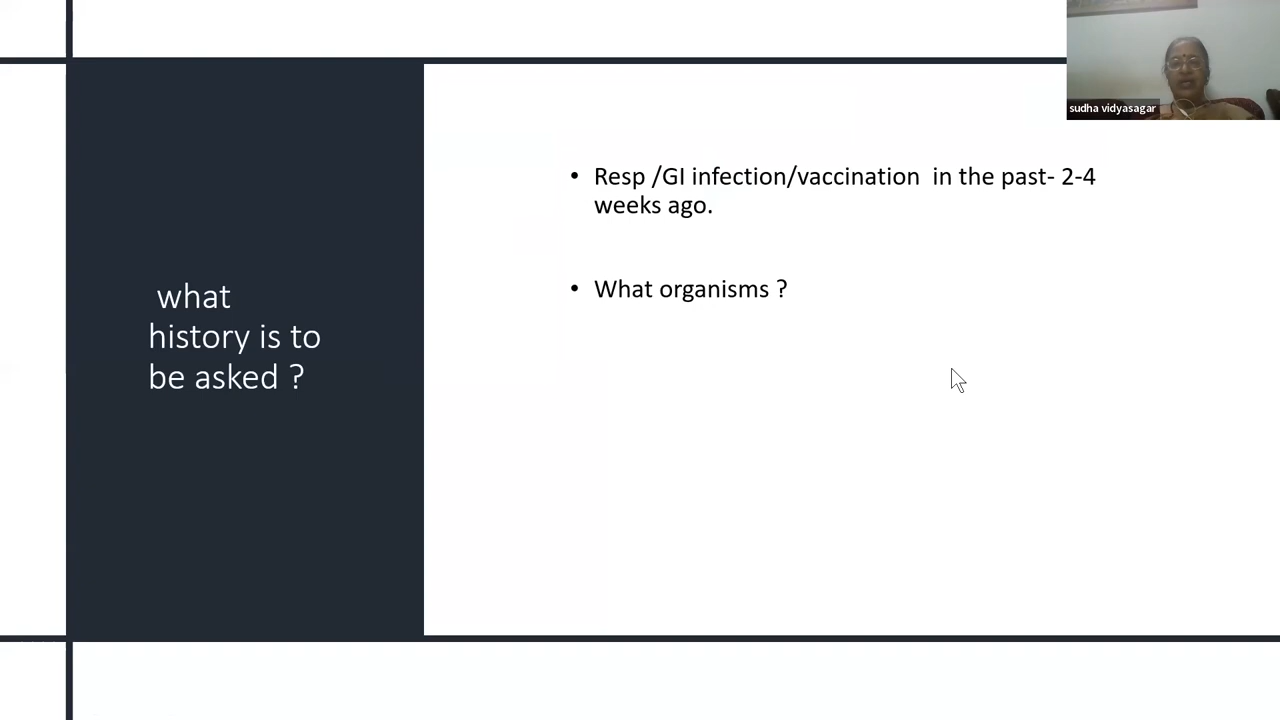 sudha vidyasagar
what
history is to
be asked ?
• Resp /GI infection/vaccination  in the past- 2-4
weeks ago.
• What organisms ?